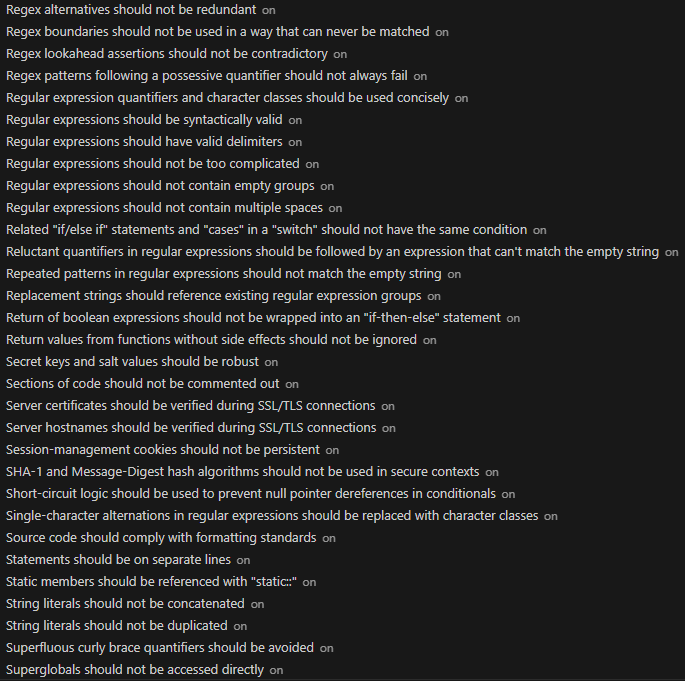 Regex alternatives should not be redundant on
Regex boundaries should not be used in a way that can never be matched on
Regex lookahead assertions should not be contradictory on
Regex patterns following a possessive quantifier should not always fail on
Regular expression quantifiers and character classes should be used concisely on
Regular expressions should be syntactically valid on
Regular expressions should have valid delimiters on
Regular expressions should not be too complicated on
Regular expressions should not contain empty groups on
Regular expressions should not contain multiple spaces on
Related "if/else if" statements and "cases" in a "switch" should not have the same condition on
Reluctant quantifiers in regular expressions should be followed by an expression that can't match the empty string on
Repeated patterns in regular expressions should not match the empty string on
Replacement strings should reference existing regular expression groups on
Return of boolean expressions should not be wrapped into an "if-then-else" statement on
Return values from functions without side effects should not be ignored on
Secret keys and salt values should be robust on
Sections of code should not be commented out on
Server certificates should be verified during SSL/TLS connections on
Server hostnames should be verified during SSL/TLS connections on
Session-management cookies should not be persistent on
SHA-1 and Message-Digest hash algorithms should not be used in secure contexts on
Short-circuit logic should be used to prevent null pointer dereferences in conditionals on
Single-character alternations in regular expressions should be replaced with character classes on
Source code should comply with formatting standards on
Statements should be on separate lines on
Static members should be referenced with "static::" on
String literals should not be concatenated on
String literals should not be duplicated on
Superfluous curly brace quantifiers should be avoided on
Superglobals should not be accessed directly on